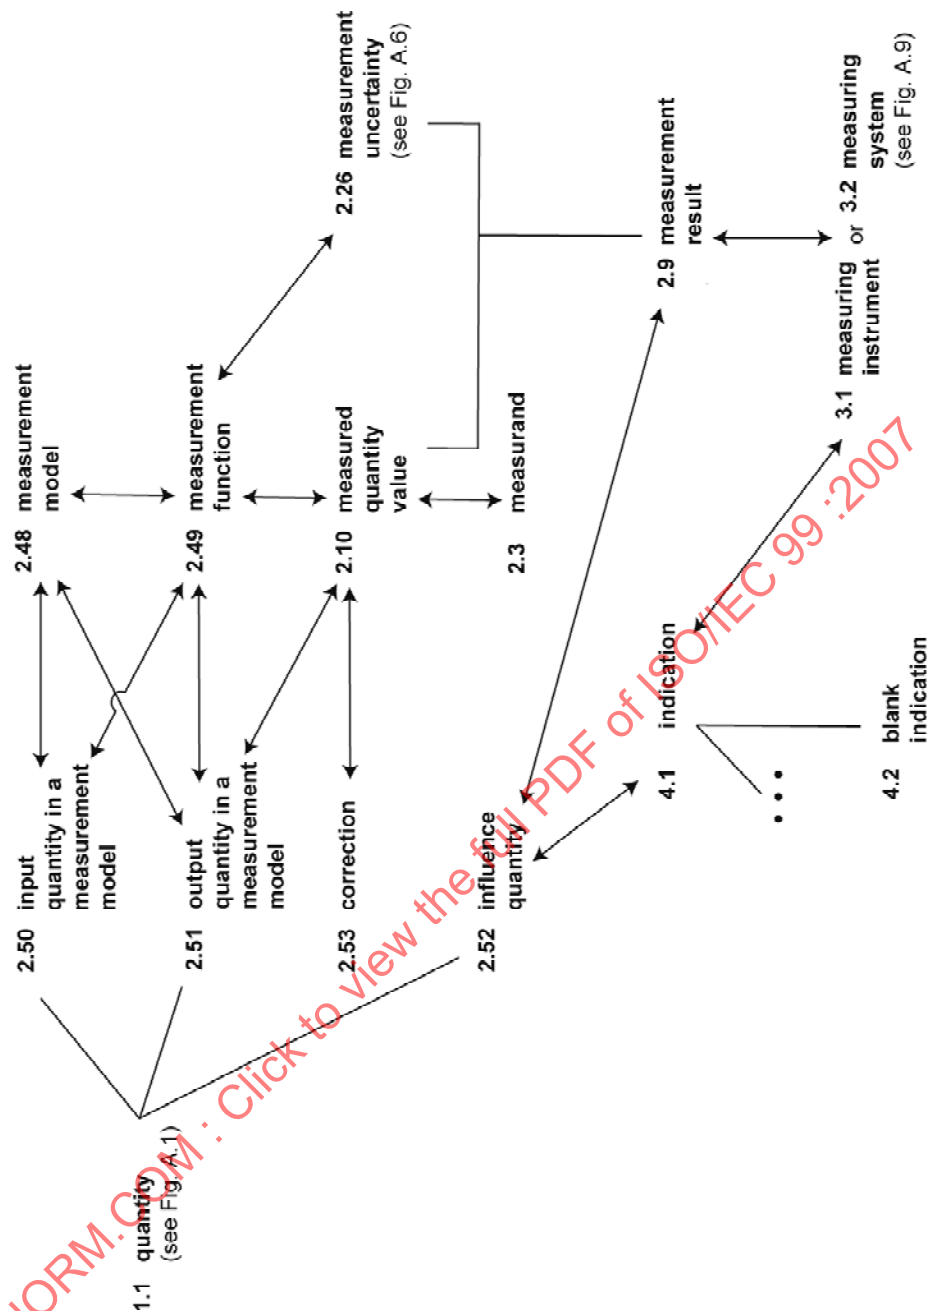 1.1 quantity
(see Fig. A.1)
2.50 input
quantity in a
measurement
model
2.51 output
quantity in a
measurement
model
2.53 correction
2.52 influence
quantity
2.48 measurement
model
2.49 measurement
function
2.10 measured
quantity
value
2.3 measurand
4.1 indication
• • •
4.2 blank
indication
2.26 measurement
uncertainty
(see Fig. A.6)
2.9 measurement
result
3.1 measuring
instrument
or
3.2 measuring
system
(see Fig. A.9)
NORM.COM : Click to view the full PDF of ISO/IEC 99 :2007